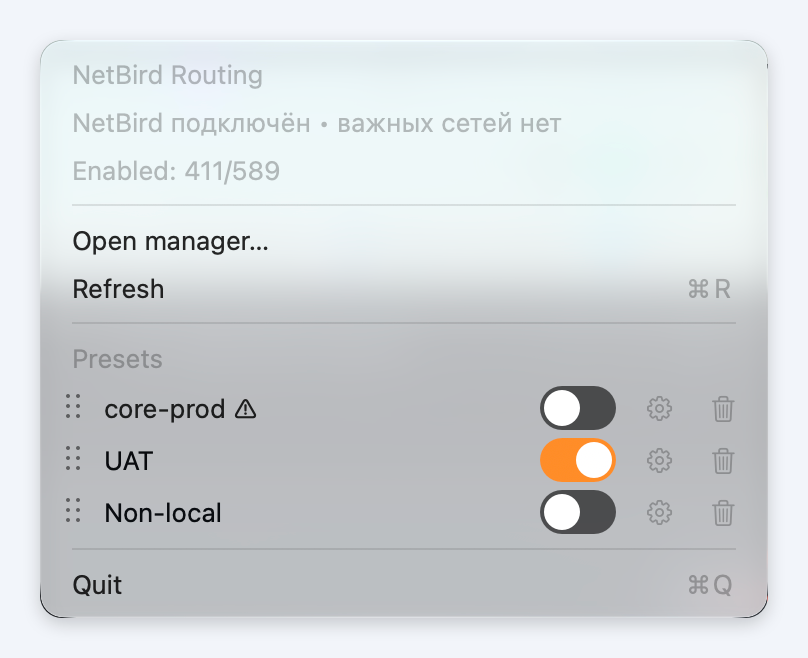 NetBird Routing
NetBird подключён • важных сетей нет
Enabled: 411/589
Open manager...
Refresh ⌘ R
Presets
core-prod ⚠
UAT
Non-local
Quit ⌘ Q